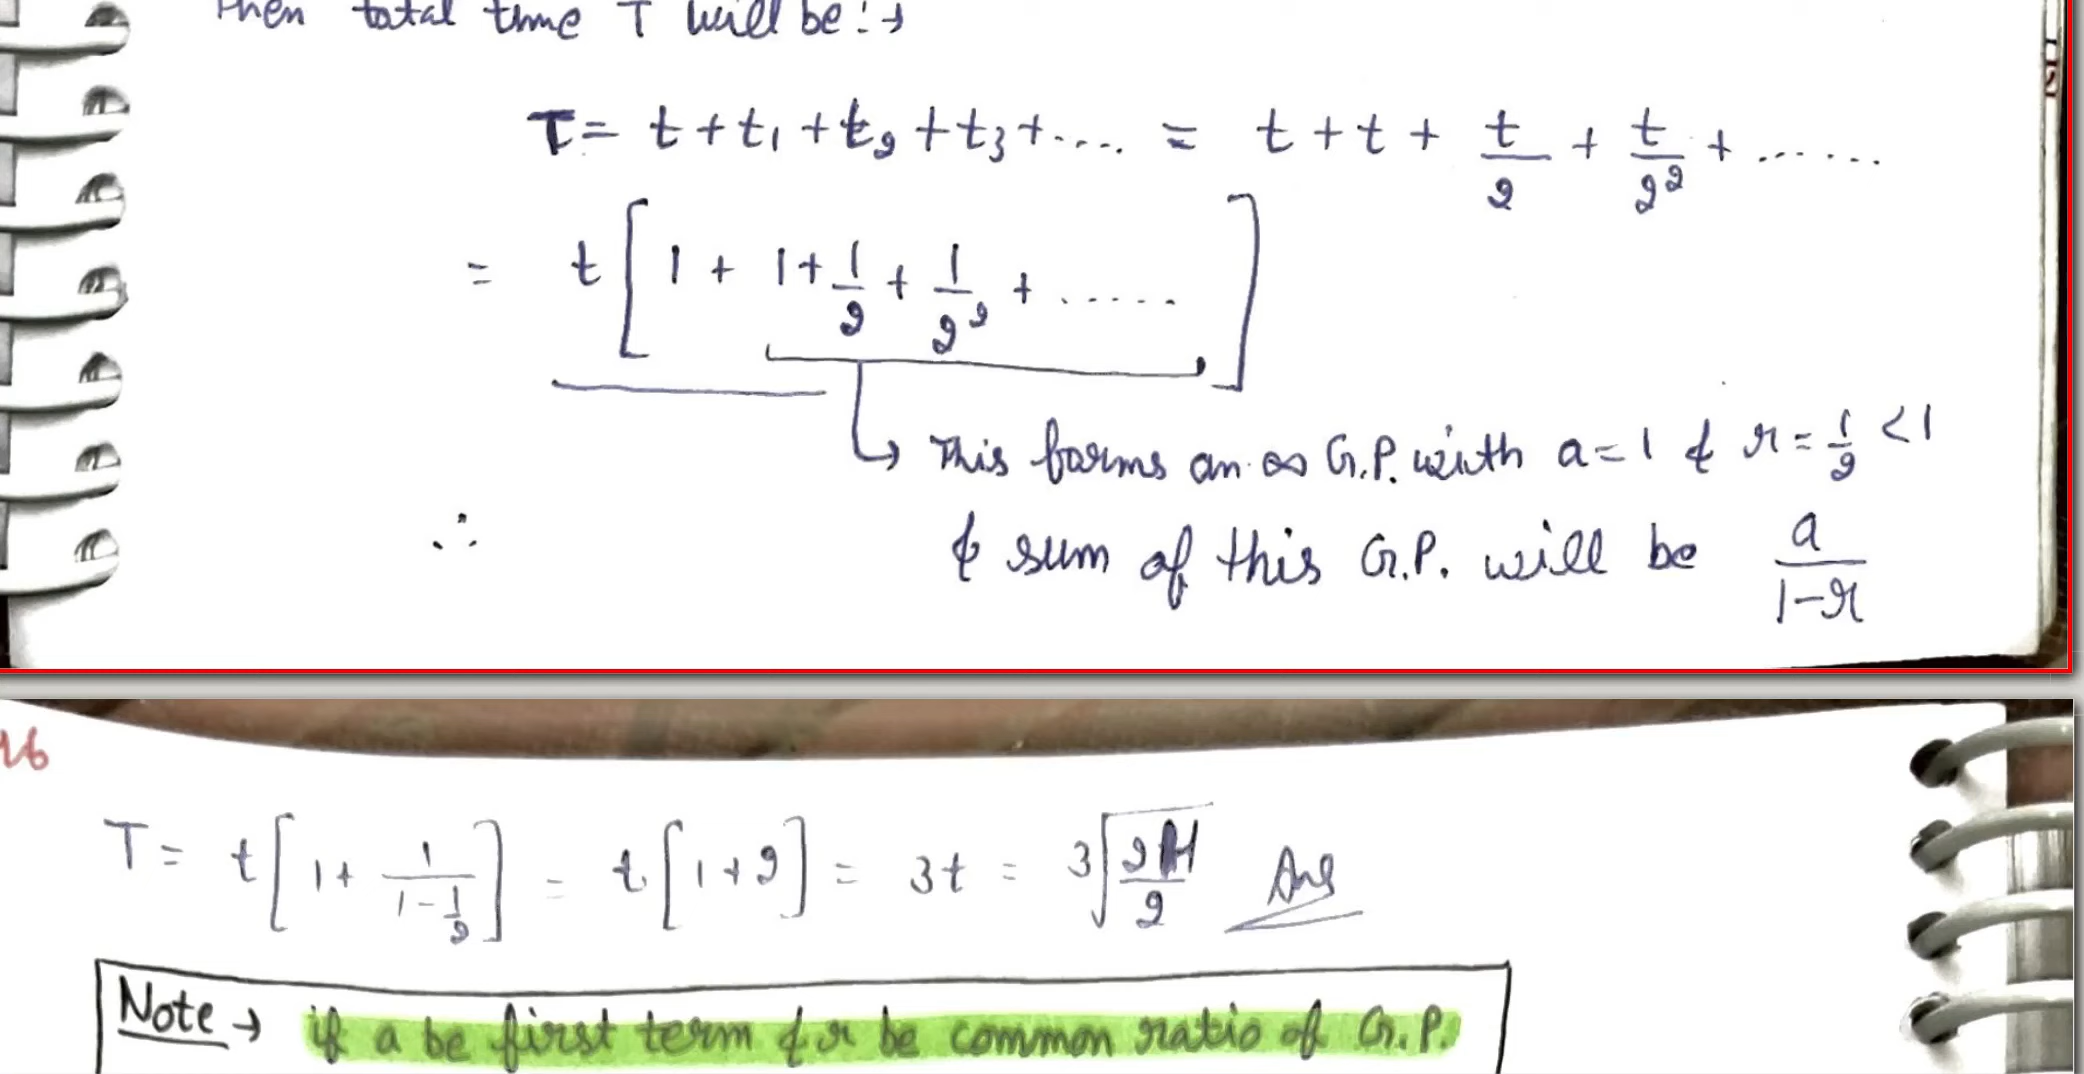 Then total time T will be:→
T = t + t₁ + t₂ + t₃ + .... = t + t + t/2 + t/2² + ......
= t [ 1 + 1 + 1/2 + 1/2² + ...... ]
↳ This forms an ∞ G.P. with a = 1 & r = 1/2 < 1
∴ & sum of this G.P. will be a/(1-r)
T = t [ 1 + 1/(1 - 1/2) ] = t [ 1 + 2 ] = 3t = 3√(2H/g) Ans
Note → if a be first term & r be common ratio of G.P.